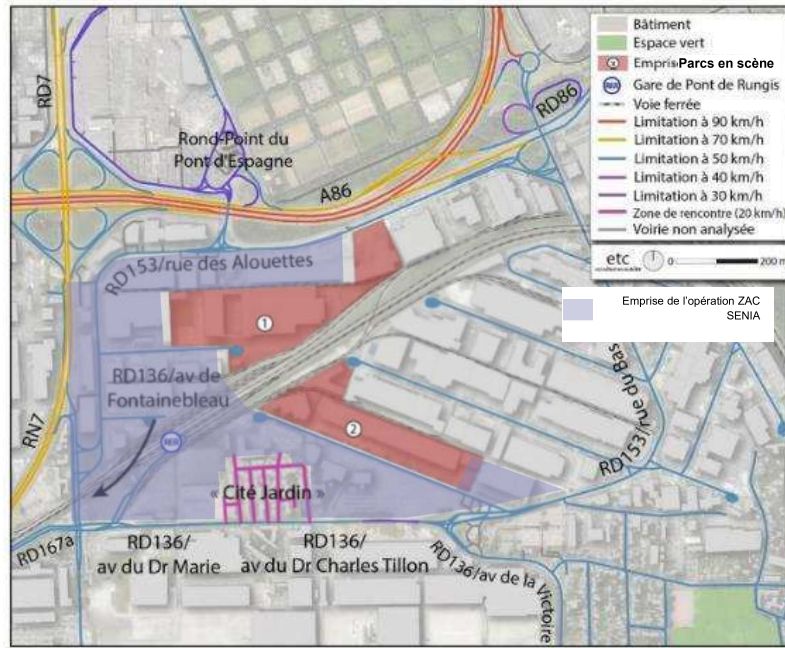 Bâtiment
Espace vert
Emprise Parcs en scène
Gare de Pont de Rungis
Voie ferrée
Limitation à 90 km/h
Limitation à 70 km/h
Limitation à 50 km/h
Limitation à 40 km/h
Limitation à 30 km/h
Zone de rencontre (20 km/h)
Voirie non analysée
etc
0
200 m
Emprise de l'opération ZAC
SENIA
RD7
Rond-Point du
Pont d'Espagne
RD86
A86
RD153/rue des Alouettes
1
RD136/av de
Fontainebleau
RN7
RER
2
RD153/rue du Bas
« Cité Jardin »
RD167a
RD136/
av du Dr Marie
RD136/
av du Dr Charles Tillon
RD136/av de la Victoire